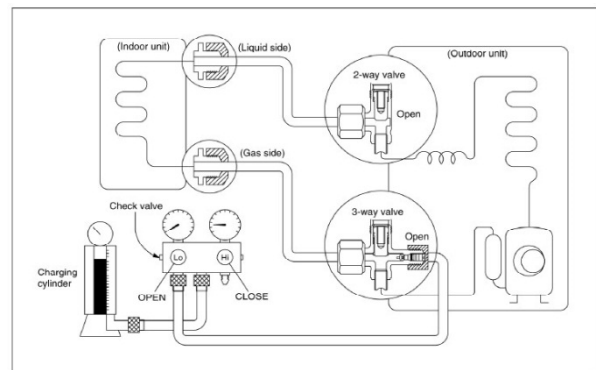 (Indoor unit)
(Liquid side)
(Outdoor unit)
2-way valve
Open
(Gas side)
3-way valve
Open
Check valve
Lo
Hi
Charging
cylinder
OPEN
CLOSE